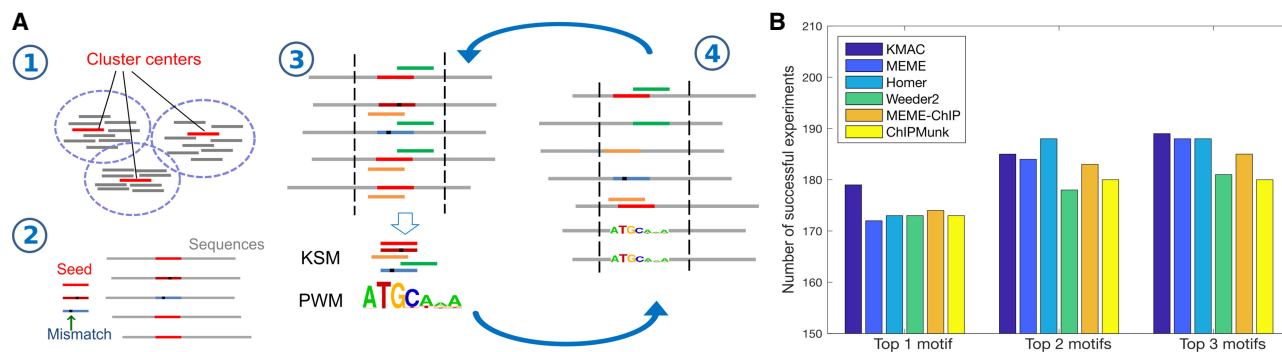 A
1
Cluster centers
2
Seed
Mismatch
Sequences
3
KSM
PWM
ATGCAAA
4
ATGCAAA
ATGCAAA
B
Number of successful experiments
210
200
190
180
170
160
150
KMAC
MEME
Homer
Weeder2
MEME-ChIP
ChIPMunk
Top 1 motif
Top 2 motifs
Top 3 motifs